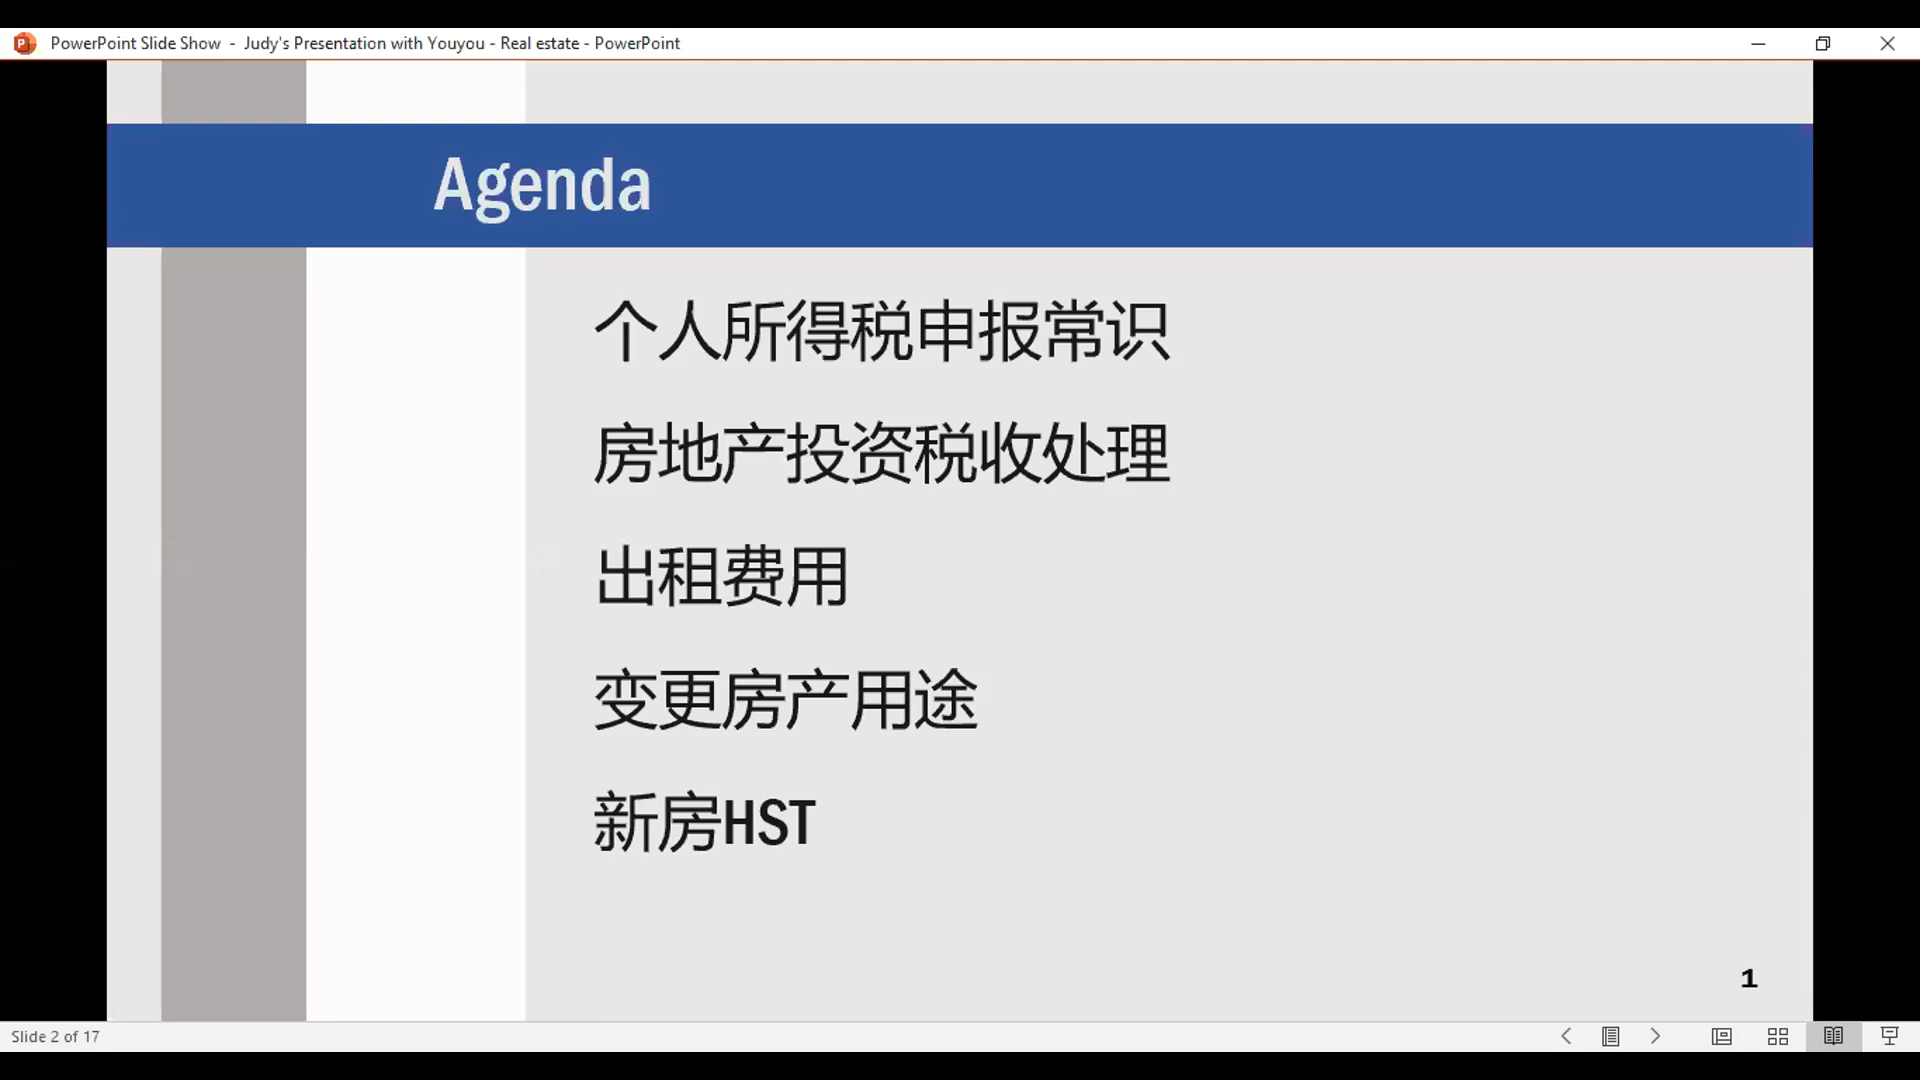 PowerPoint Slide Show - Judy's Presentation with Youyou - Real estate - PowerPoint
Agenda
个人所得税申报常识
房地产投资税收处理
出租费用
变更房产用途
新房HST
1
Slide 2 of 17